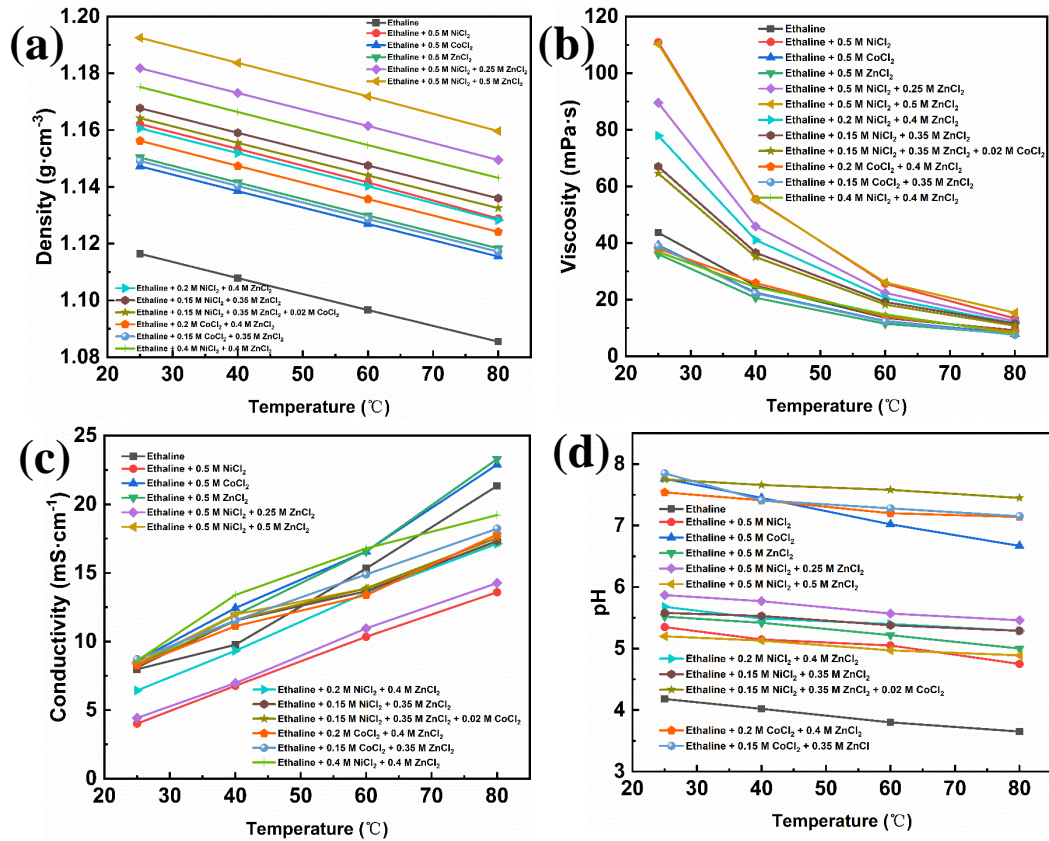 (a)
1.20
1.18
1.16
1.14
1.12
1.10
1.08
Density (g·cm⁻³)
Ethaline
Ethaline + 0.5 M NiCl₂
Ethaline + 0.5 M CoCl₂
Ethaline + 0.5 M ZnCl₂
Ethaline + 0.5 M NiCl₂ + 0.25 M ZnCl₂
Ethaline + 0.5 M NiCl₂ + 0.5 M ZnCl₂
Ethaline + 0.2 M NiCl₂ + 0.4 M ZnCl₂
Ethaline + 0.15 M NiCl₂ + 0.35 M ZnCl₂
Ethaline + 0.15 M NiCl₂ + 0.35 M ZnCl₂ + 0.02 M CoCl₂
Ethaline + 0.2 M CoCl₂ + 0.4 M ZnCl₂
Ethaline + 0.15 M CoCl₂ + 0.35 M ZnCl₂
Ethaline + 0.4 M NiCl₂ + 0.4 M ZnCl₂
20 30 40 50 60 70 80 90
Temperature (℃)
(b)
120
100
80
60
40
20
0
Viscosity (mPa·s)
Ethaline
Ethaline + 0.5 M NiCl₂
Ethaline + 0.5 M CoCl₂
Ethaline + 0.5 M ZnCl₂
Ethaline + 0.5 M NiCl₂ + 0.25 M ZnCl₂
Ethaline + 0.5 M NiCl₂ + 0.5 M ZnCl₂
Ethaline + 0.2 M NiCl₂ + 0.4 M ZnCl₂
Ethaline + 0.15 M NiCl₂ + 0.35 M ZnCl₂
Ethaline + 0.15 M NiCl₂ + 0.35 M ZnCl₂ + 0.02 M CoCl₂
Ethaline + 0.2 M CoCl₂ + 0.4 M ZnCl₂
Ethaline + 0.15 M CoCl₂ + 0.35 M ZnCl₂
Ethaline + 0.4 M NiCl₂ + 0.4 M ZnCl₂
20 30 40 50 60 70 80 90
Temperature (℃)
(c)
25
20
15
10
5
0
Conductivity (mS·cm⁻¹)
Ethaline
Ethaline + 0.5 M NiCl₂
Ethaline + 0.5 M CoCl₂
Ethaline + 0.5 M ZnCl₂
Ethaline + 0.5 M NiCl₂ + 0.25 M ZnCl₂
Ethaline + 0.5 M NiCl₂ + 0.5 M ZnCl₂
Ethaline + 0.2 M NiCl₂ + 0.4 M ZnCl₂
Ethaline + 0.15 M NiCl₂ + 0.35 M ZnCl₂
Ethaline + 0.15 M NiCl₂ + 0.35 M ZnCl₂ + 0.02 M CoCl₂
Ethaline + 0.2 M CoCl₂ + 0.4 M ZnCl₂
Ethaline + 0.15 M CoCl₂ + 0.35 M ZnCl₂
Ethaline + 0.4 M NiCl₂ + 0.4 M ZnCl₂
20 30 40 50 60 70 80 90
Temperature (℃)
(d)
8
7
6
5
4
3
pH
Ethaline
Ethaline + 0.5 M NiCl₂
Ethaline + 0.5 M CoCl₂
Ethaline + 0.5 M ZnCl₂
Ethaline + 0.5 M NiCl₂ + 0.25 M ZnCl₂
Ethaline + 0.5 M NiCl₂ + 0.5 M ZnCl₂
Ethaline + 0.2 M NiCl₂ + 0.4 M ZnCl₂
Ethaline + 0.15 M NiCl₂ + 0.35 M ZnCl₂
Ethaline + 0.15 M NiCl₂ + 0.35 M ZnCl₂ + 0.02 M CoCl₂
Ethaline + 0.2 M CoCl₂ + 0.4 M ZnCl₂
Ethaline + 0.15 M CoCl₂ + 0.35 M ZnCl
20 30 40 50 60 70 80 90
Temperature (℃)